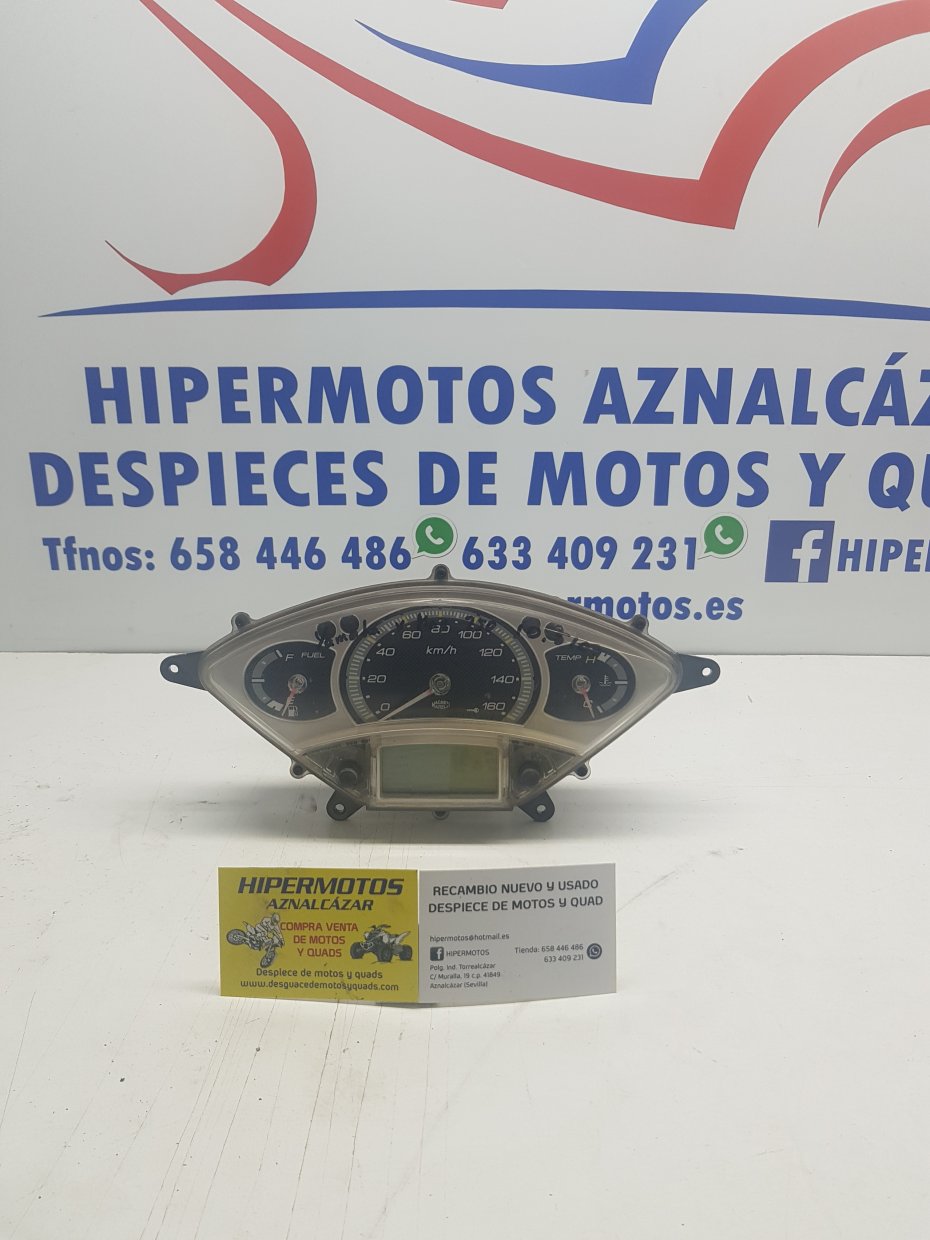 HIPERMOTOS AZNALCÁZ
DESPIECES DE MOTOS Y QU
Tfnos: 658 446 486 633 409 231 f HIPER
rmotos.es
F FUEL
0 20 40 60 80 100 120 140 160
km/h
MAGNETI MARELLI
TEMP H
C
HIPERMOTOS
AZNALCÁZAR
COMPRA VENTA
DE MOTOS
Y QUADS
Despiece de motos y quads
www.desguacedemotosyquads.com
RECAMBIO NUEVO Y USADO
DESPIECE DE MOTOS Y QUAD
hipermotos@hotmail.es
f HIPERMOTOS
Tienda: 658 446 486
633 409 231
Polg. Ind. Torrealcázar
C/ Muralla, 19 c.p. 41849
Aznalcázar (Sevilla)